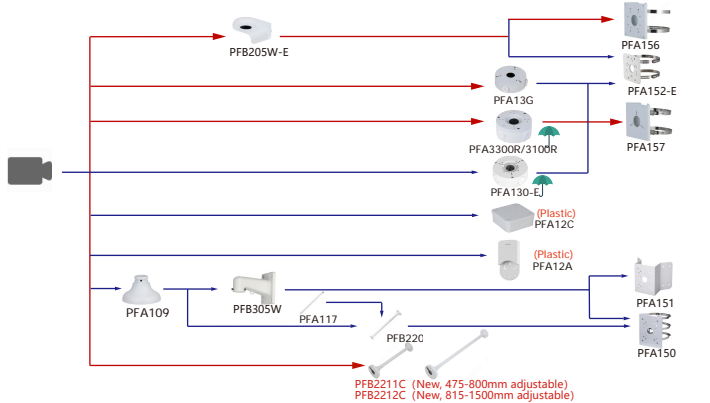 PFB205W-E
PFA156
PFA152-E
PFA13G
PFA3300R/3100R
PFA157
PFA130-E
(Plastic)
PFA12C
(Plastic)
PFA12A
PFA109
PFB305W
PFA117
PFB220
PFA151
PFA150
PFB2211C (New, 475-800mm adjustable)
PFB2212C (New, 815-1500mm adjustable)